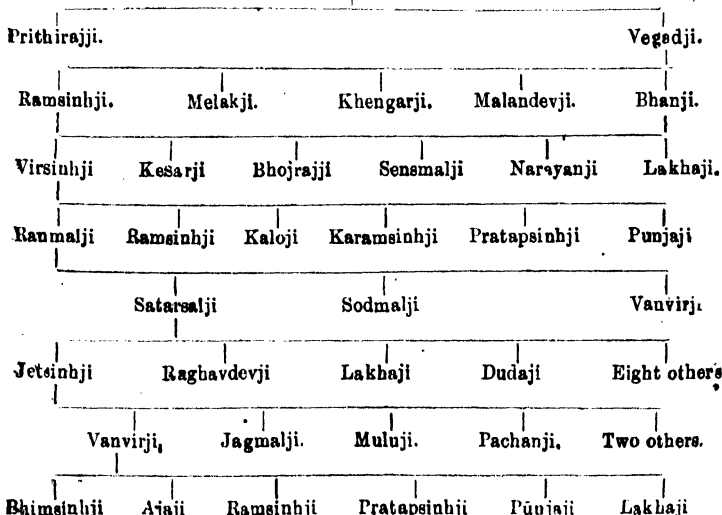 Prithirajji. Vegadji.
Ramsinhji. Melakji. Khengarji. Malandevji. Bhanji.
Virsinhji Kesarji Bhojrajji Sensmalji Narayanji Lakhaji.
Ranmalji Ramsinhji Kaloji Karamsinhji Pratapsinhji Punjaji
Satarsalji Sodmalji Vanvirji
Jetsinhji Raghavdevji Lakhaji Dudaji Eight others.
Vanvirji, Jagmalji. Muluji. Pachanji. Two others.
Bhimsinhji Ajaji Ramsinhji Pratapsinhji Púnjaji Lakhaji